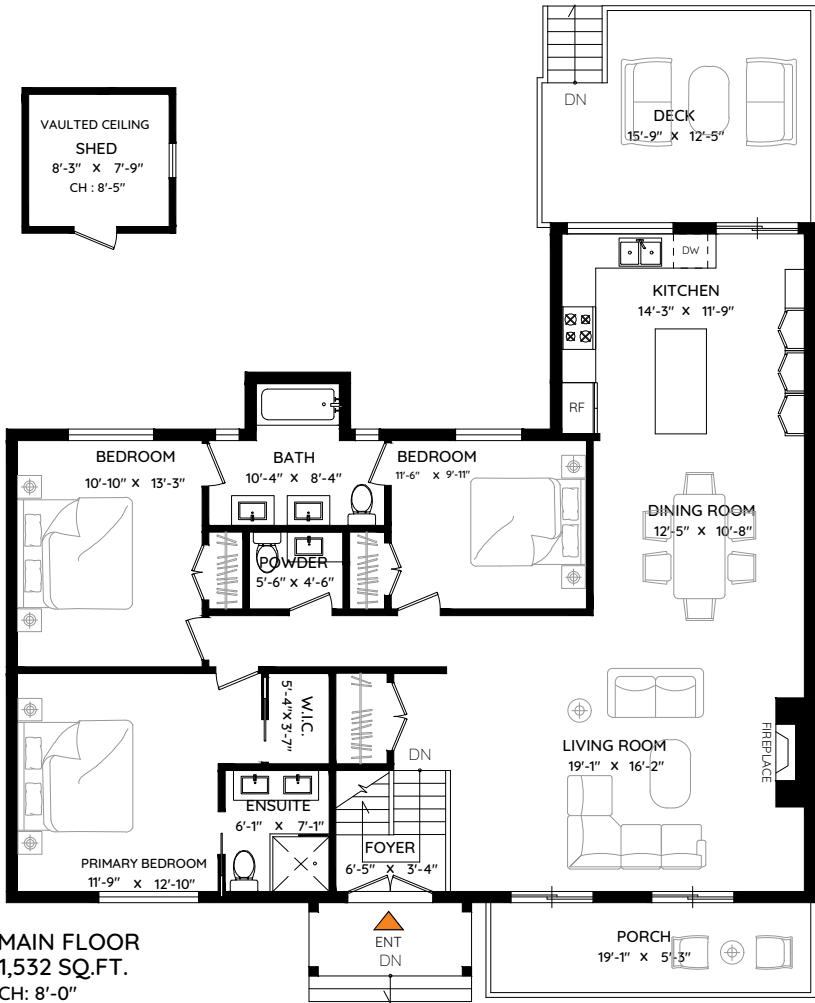 VAULTED CEILING
SHED
8'-3" X 7'-9"
CH : 8'-5"
DN
DECK
15'-9" X 12'-5"
DW
KITCHEN
14'-3" X 11'-9"
RF
BEDROOM
10'-10" X 13'-3"
BATH
10'-4" X 8'-4"
BEDROOM
11'-6" X 9'-11"
DINING ROOM
12'-5" X 10'-8"
POWDER
5'-6" X 4'-6"
W.I.C.
5'-4"X 3'-7"
DN
LIVING ROOM
19'-1" X 16'-2"
FIREPLACE
ENSUITE
6'-1" X 7'-1"
FOYER
6'-5" X 3'-4"
PRIMARY BEDROOM
11'-9" X 12'-10"
ENT
DN
PORCH
19'-1" X 5'-3"
MAIN FLOOR
1,532 SQ.FT.
CH: 8'-0"